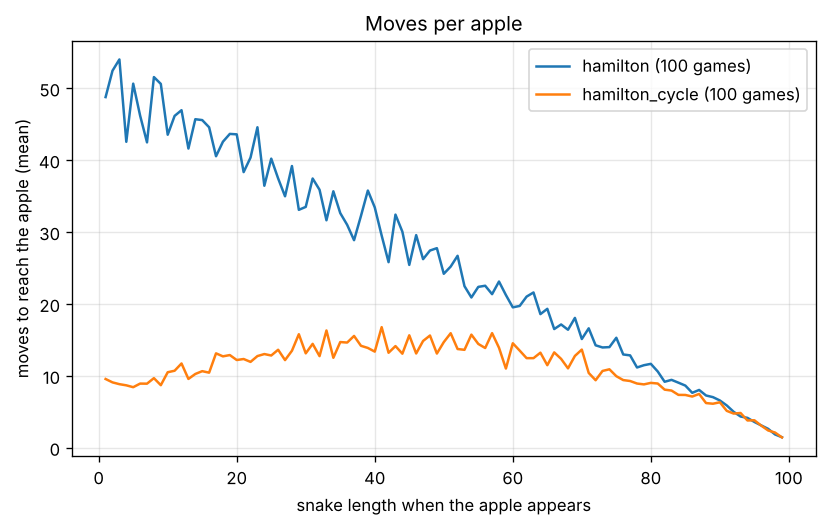 Moves per apple
hamilton (100 games)
hamilton_cycle (100 games)
moves to reach the apple (mean)
50
40
30
20
10
0
0 20 40 60 80 100
snake length when the apple appears